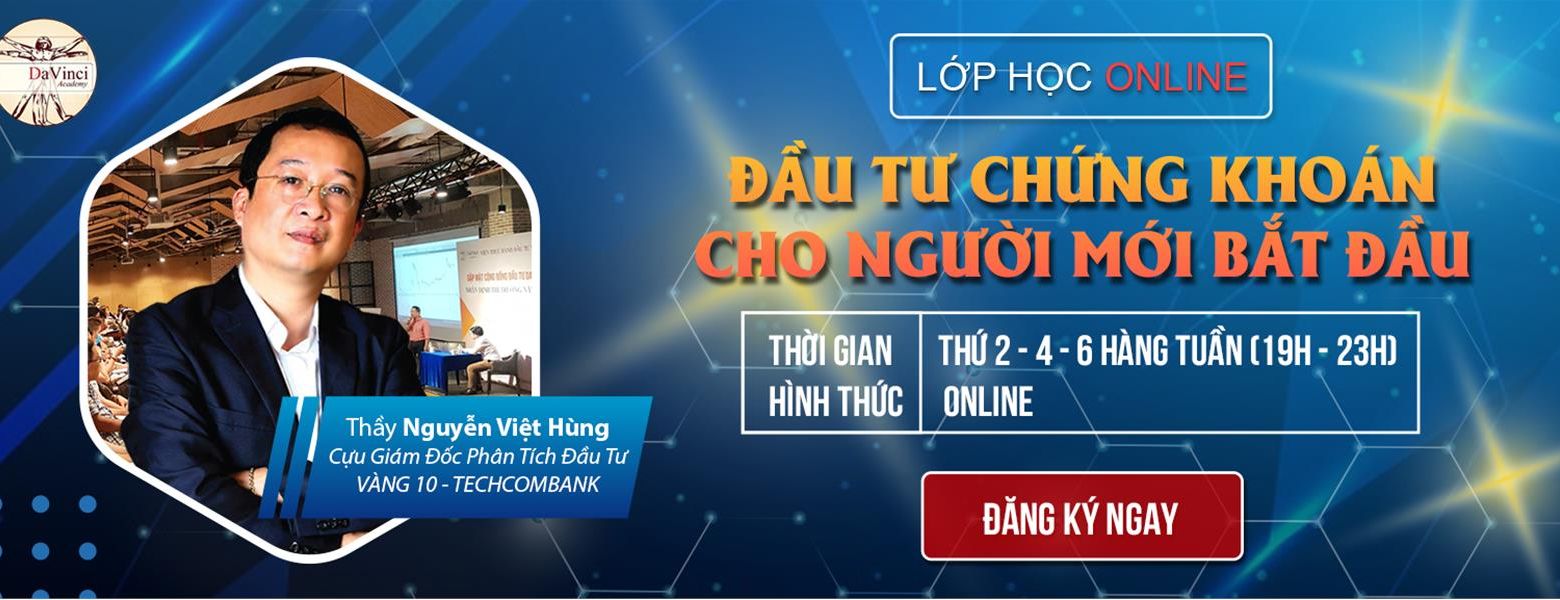 DaVinci
Academy
LỚP HỌC ONLINE
ĐẦU TƯ CHỨNG KHOÁN
CHO NGƯỜI MỚI BẮT ĐẦU
THỜI GIAN THỨ 2 - 4 - 6 HÀNG TUẦN (19H - 23H)
HÌNH THỨC ONLINE
ĐĂNG KÝ NGAY
Thầy Nguyễn Việt Hùng
Cựu Giám Đốc Phân Tích Đầu Tư
VÀNG 10 - TECHCOMBANK